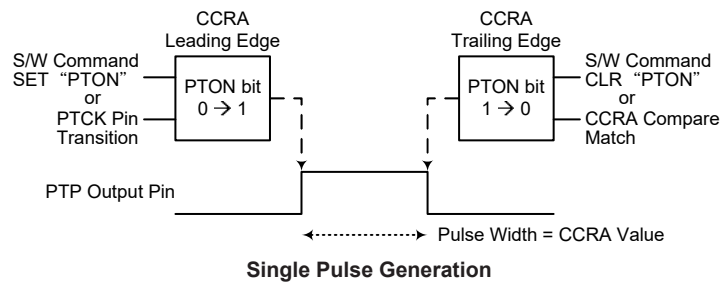 CCRA
Leading Edge
S/W Command
SET “PTON”
or
PTCK Pin
Transition
PTON bit
0 → 1
CCRA
Trailing Edge
PTON bit
1 → 0
S/W Command
CLR “PTON”
or
CCRA Compare
Match
PTP Output Pin
Pulse Width = CCRA Value
Single Pulse Generation